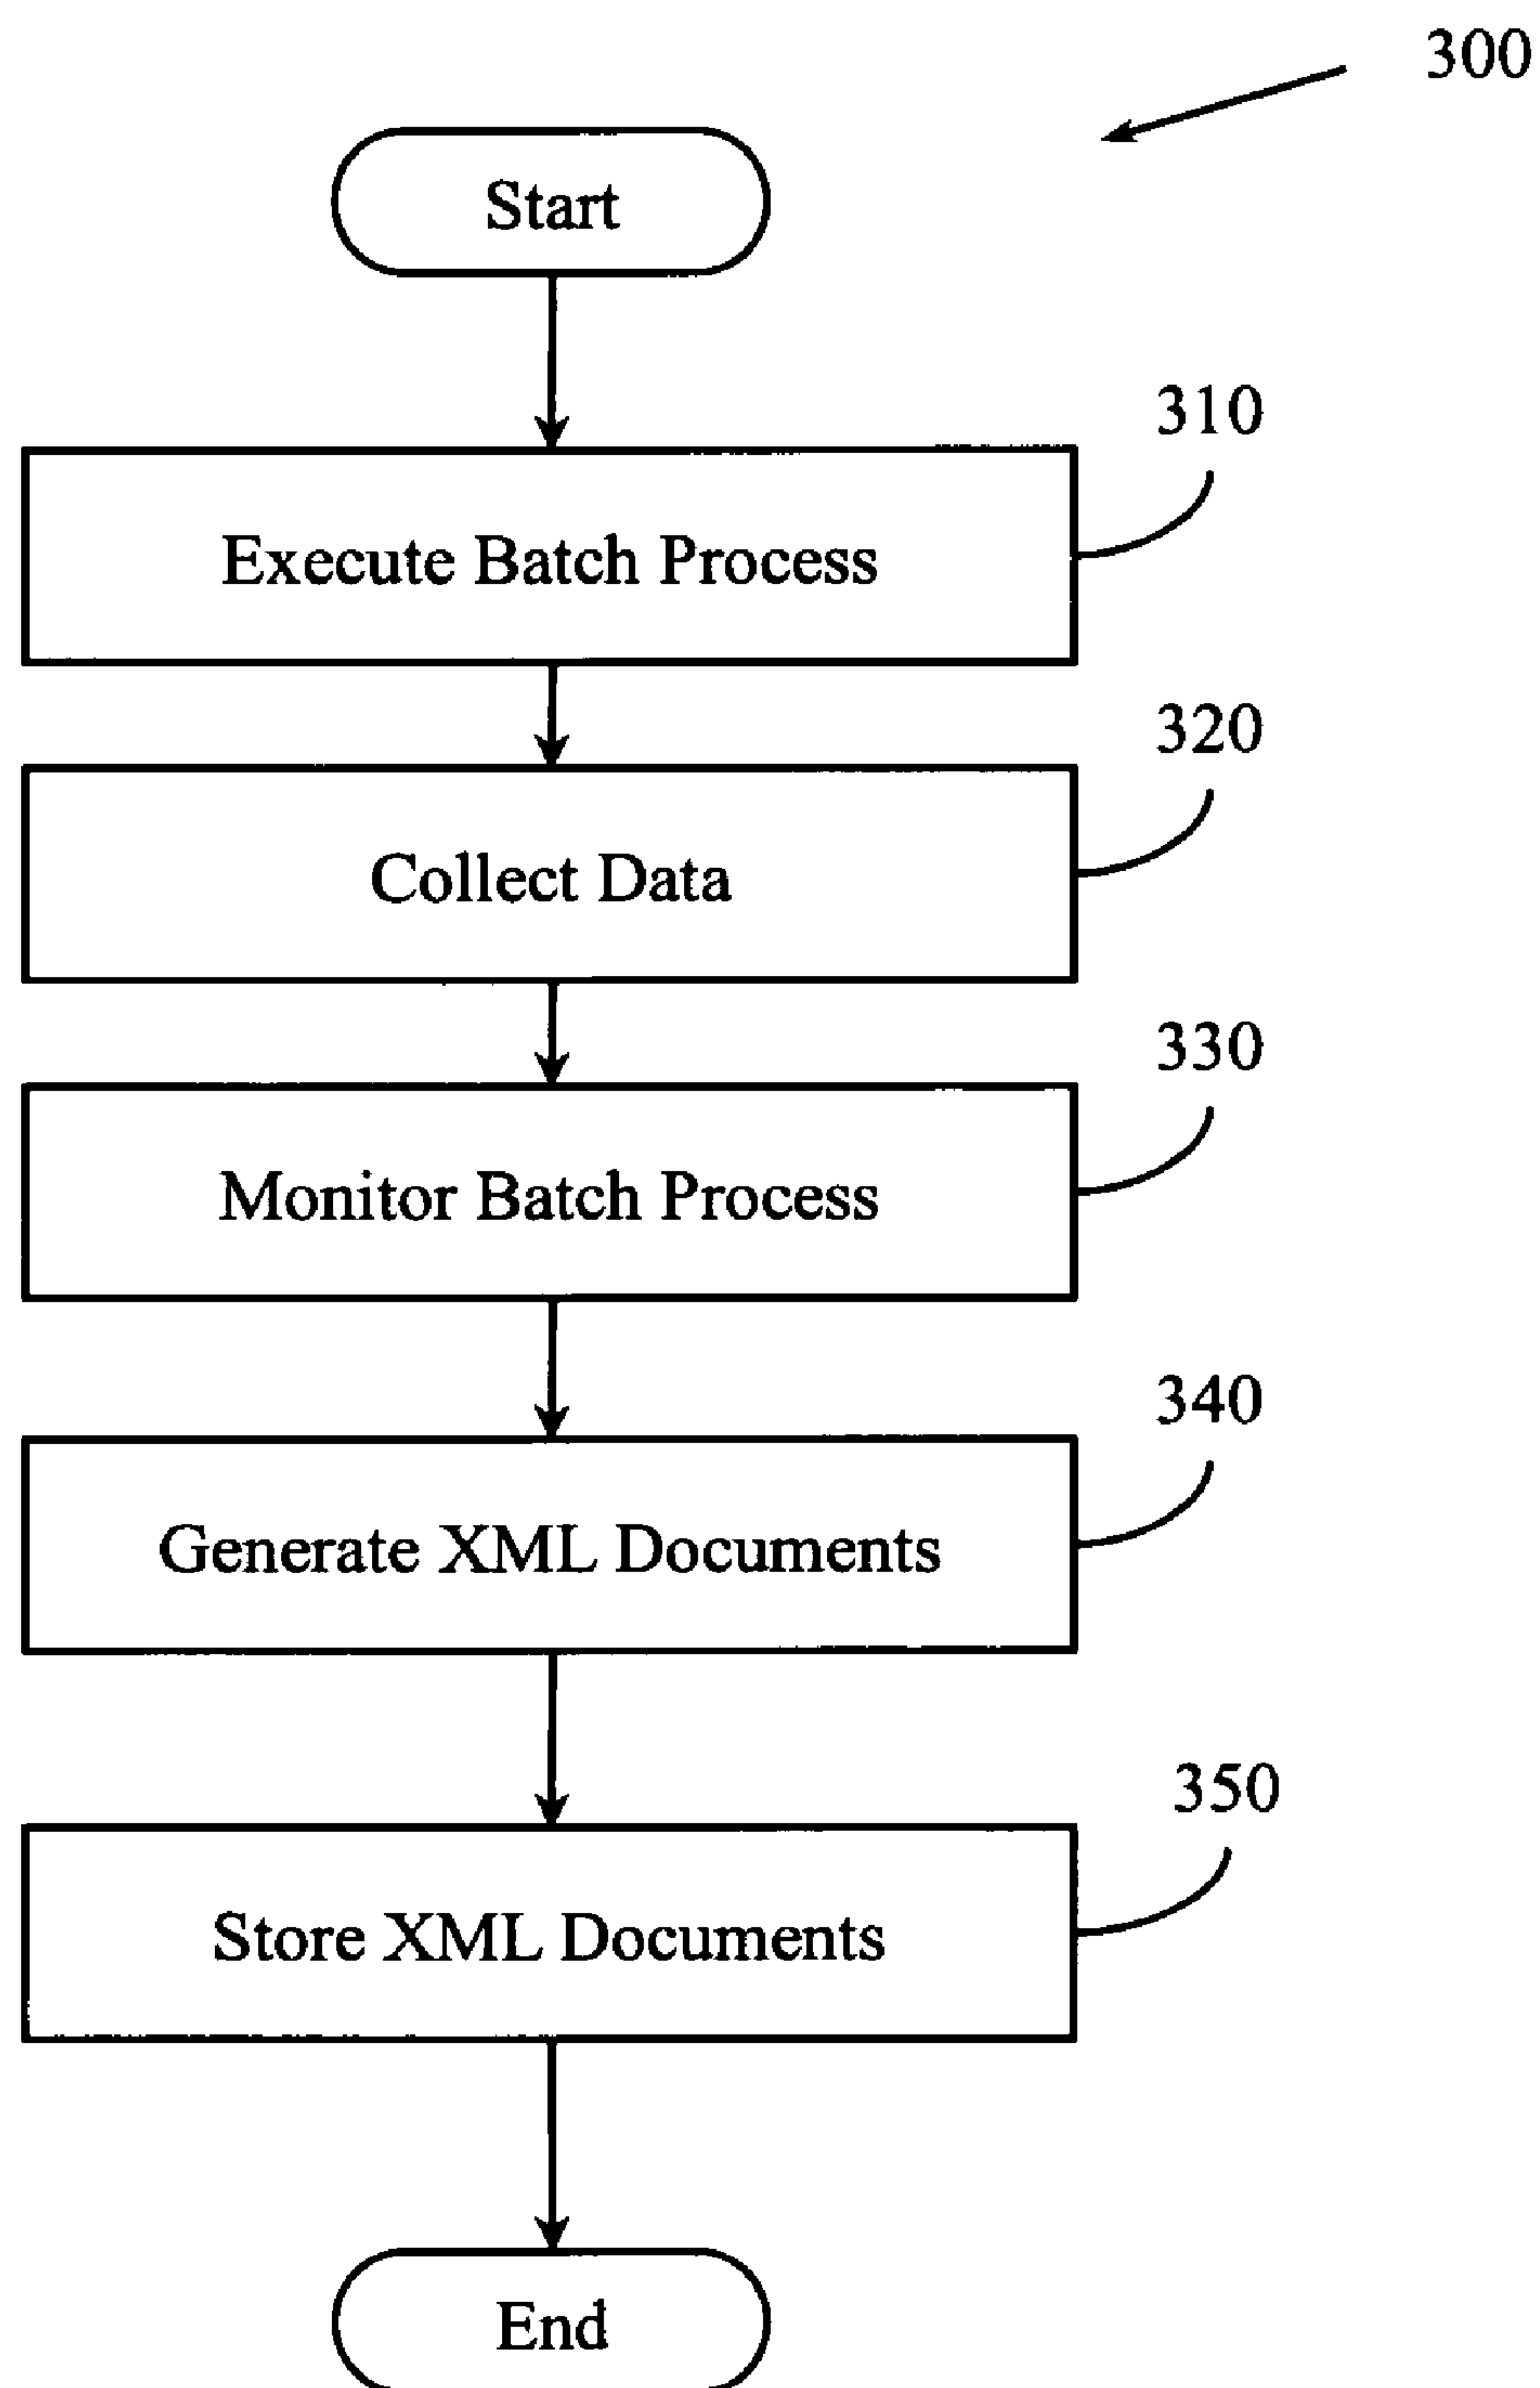 300
Start
310
Execute Batch Process
320
Collect Data
330
Monitor Batch Process
340
Generate XML Documents
350
Store XML Documents
End